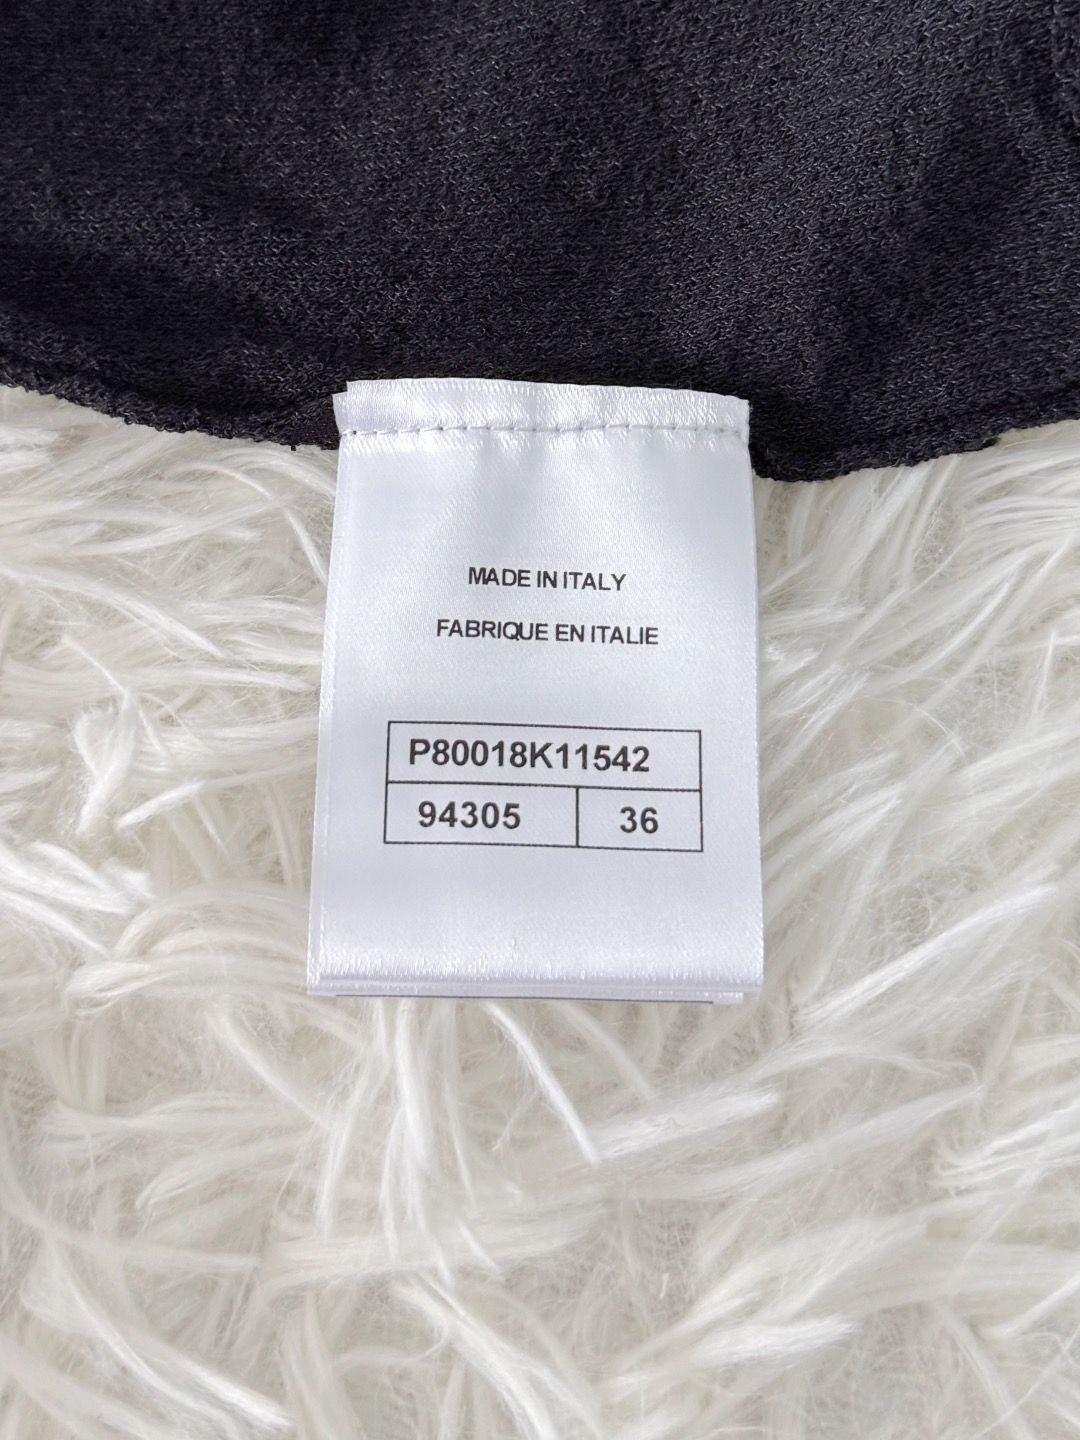 MADE IN ITALY
FABRIQUE EN ITALIE
P80018K11542
94305 36